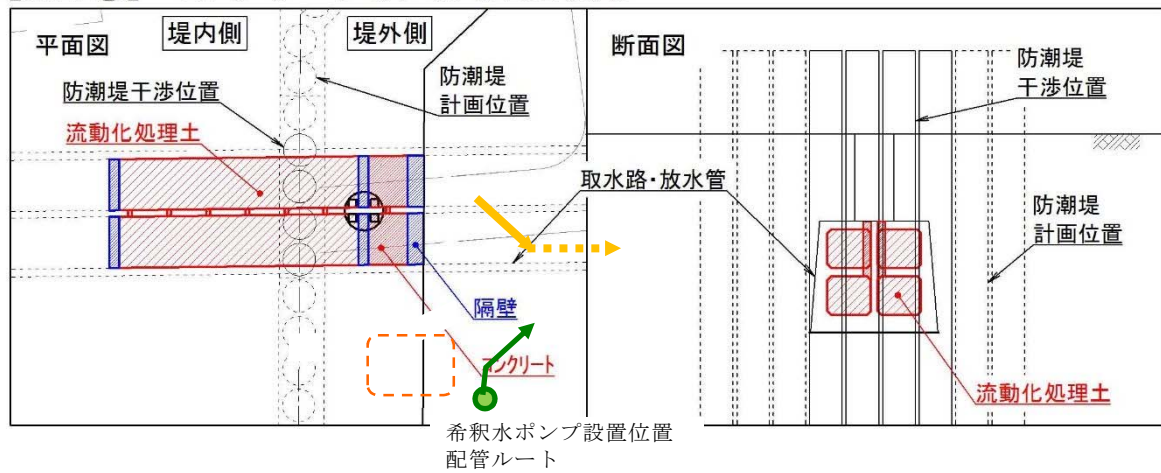 平面図
堤内側
堤外側
防潮堤
計画位置
防潮堤干渉位置
流動化処理土
取水路・放水管
隔壁
コンクリート
希釈水ポンプ設置位置
配管ルート
断面図
防潮堤
干渉位置
防潮堤
計画位置
流動化処理土